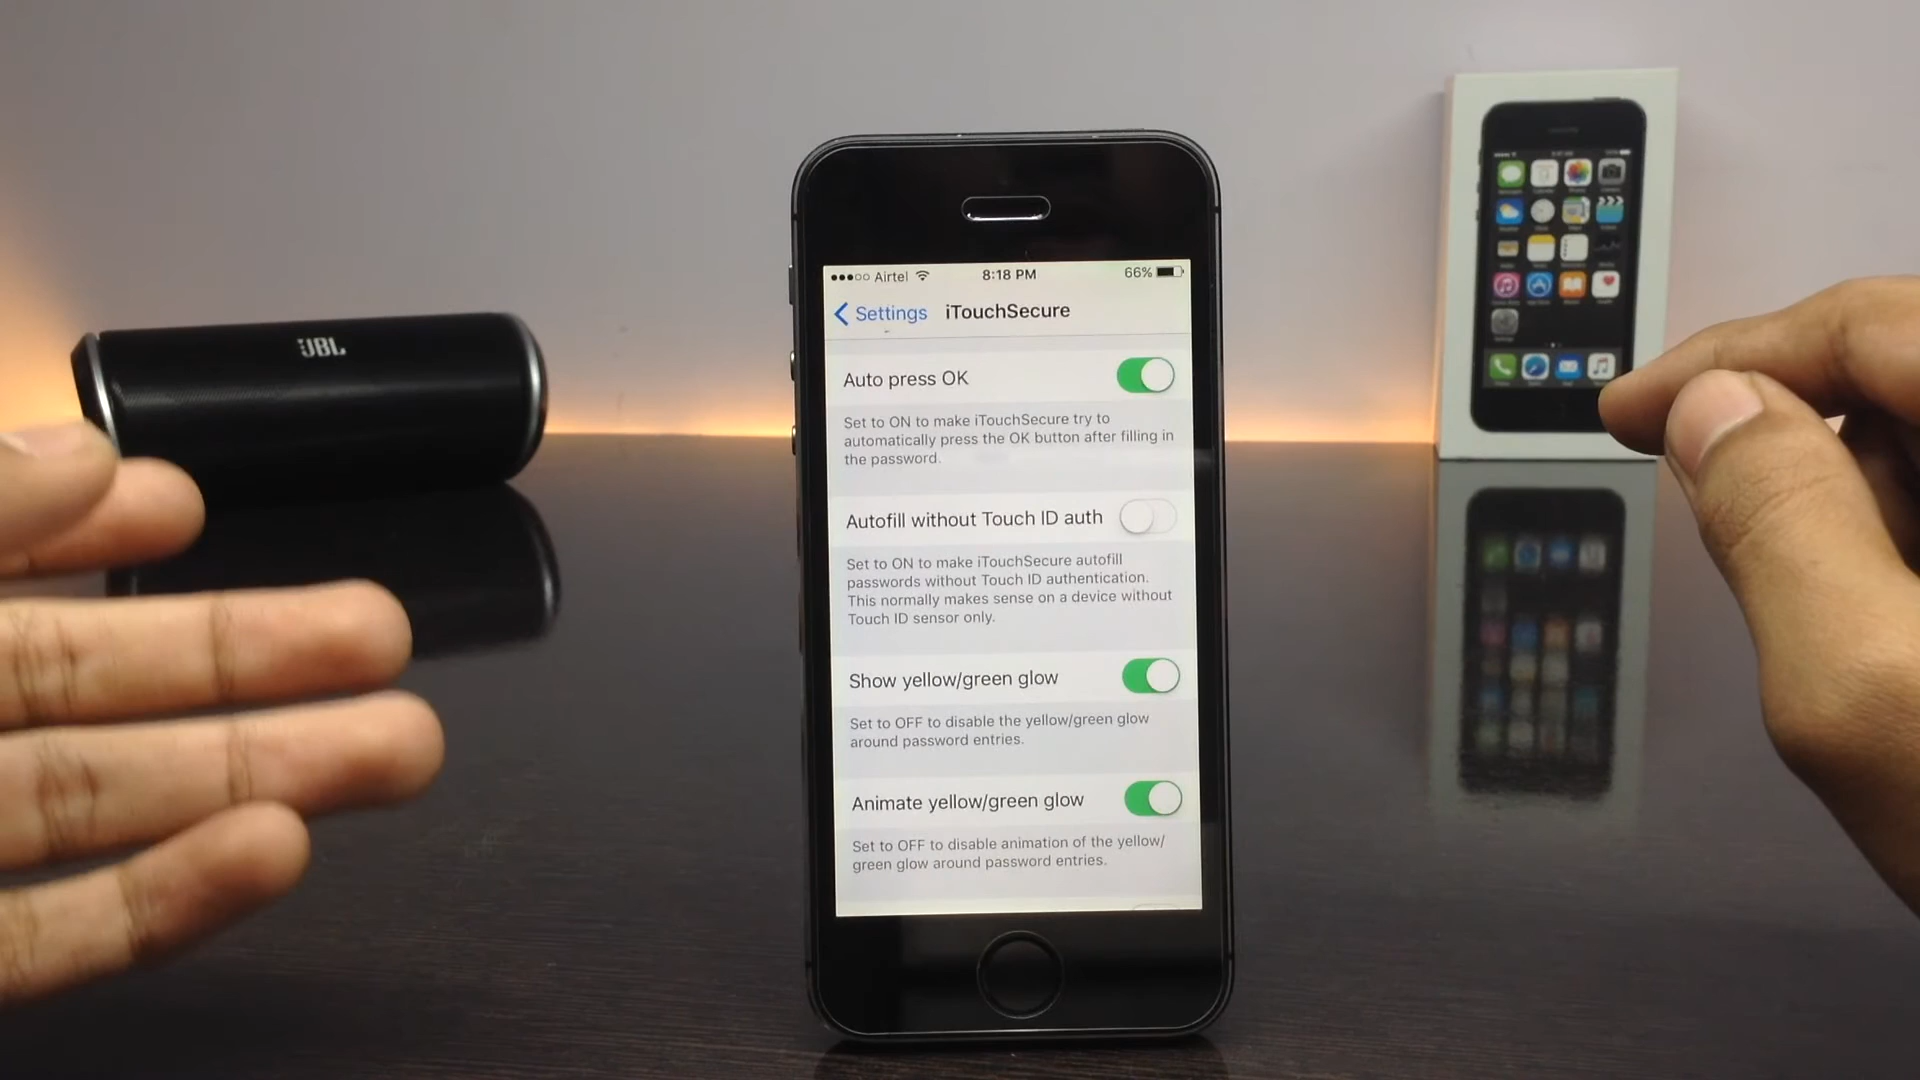 JBL
Airtel
8:18 PM
66%
Settings
iTouchSecure
Auto press OK
Set to ON to make iTouchSecure try to
automatically press the OK button after filling in
the password.
Autofill without Touch ID auth
Set to ON to make iTouchSecure autofill
passwords without Touch ID authentication.
This normally makes sense on a device without
Touch ID sensor only.
Show yellow/green glow
Set to OFF to disable the yellow/green glow
around password entries.
Animate yellow/green glow
Set to OFF to disable animation of the yellow/
green glow around password entries.